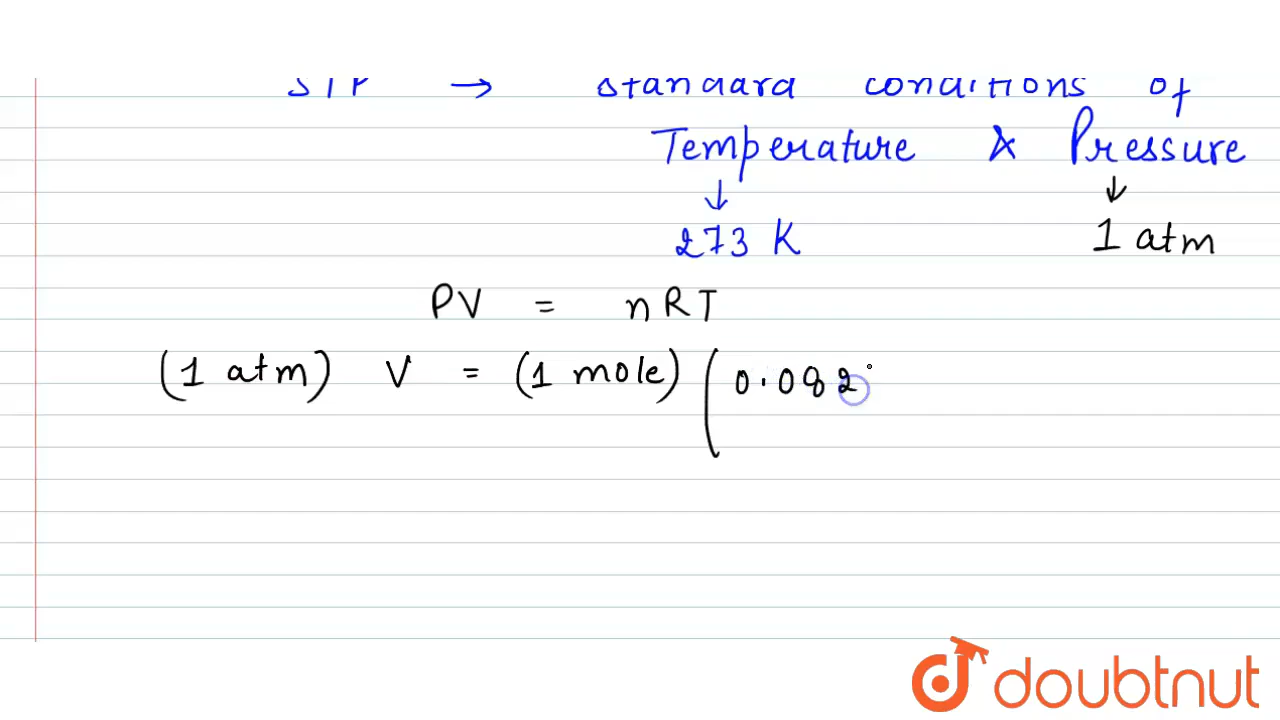 STP → standard conditions of
Temperature & Pressure
↓ ↓
273 K 1 atm
PV = nRT
(1 atm) V = (1 mole) (0.082
doubtnut